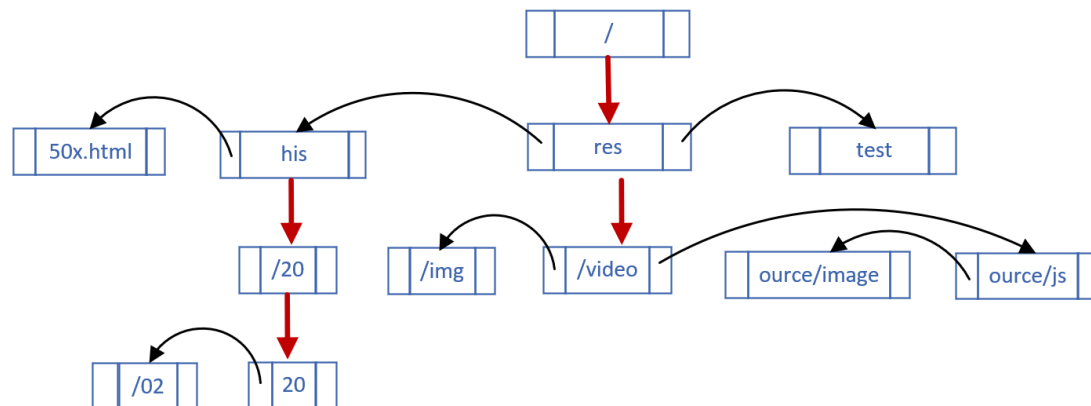 /
50x.html
his
res
test
/20
/img
/video
ource/image
ource/js
/02
20